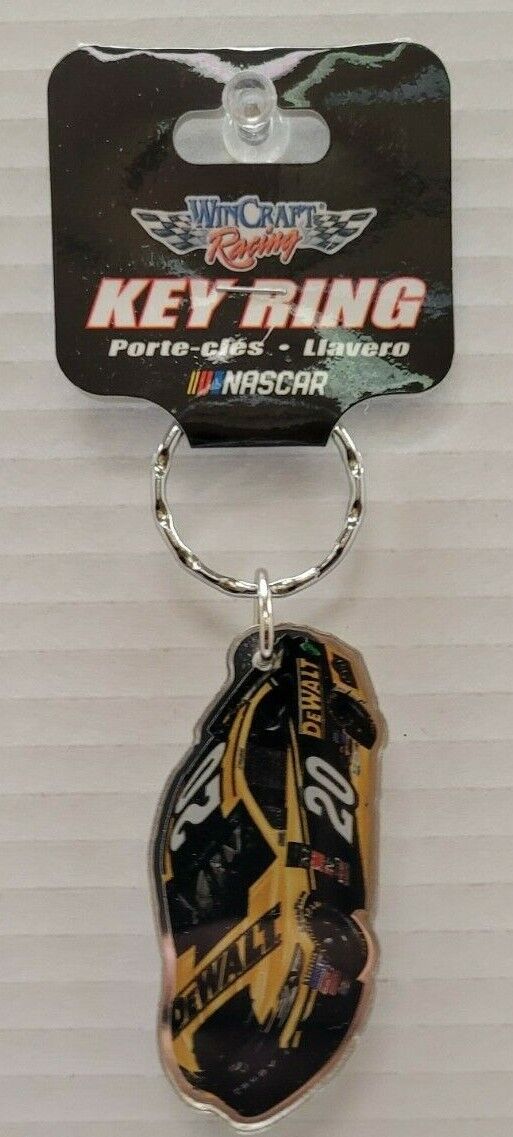 WINCRAFT
Racing
KEY RING
Porte-clés • Llavero
NASCAR
DEWALT
20
20
DEWALT